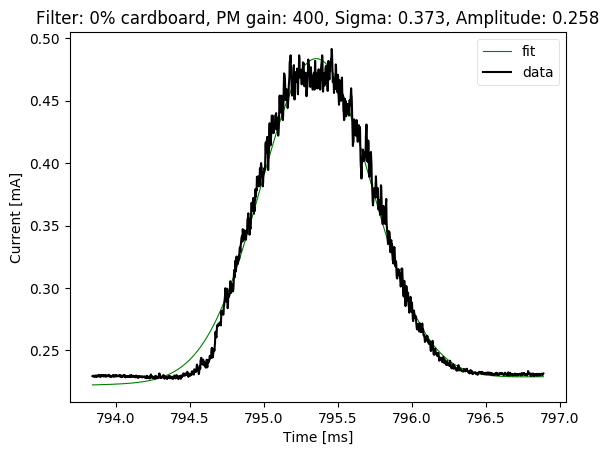 Filter: 0% cardboard, PM gain: 400, Sigma: 0.373, Amplitude: 0.258
0.50
fit
data
0.45
0.40
Current [mA]
0.35
0.30
0.25
794.0 794.5 795.0 795.5 796.0 796.5 797.0
Time [ms]